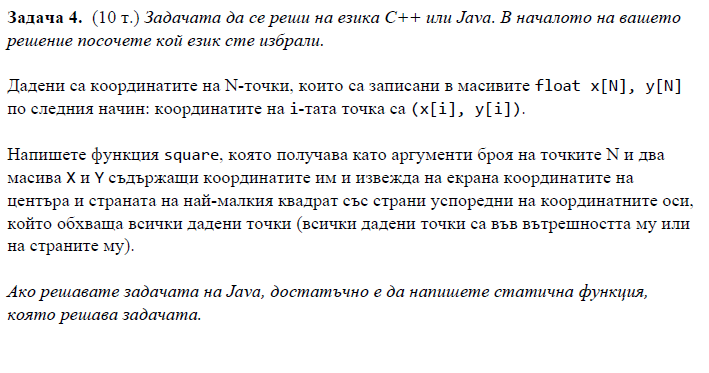 Задача 4. (10 т.) Задачата да се реши на езика C++ или Java. В началото на вашето
решение посочете кой език сте избрали.
Дадени са координатите на N-точки, които са записани в масивите float x[N], y[N]
по следния начин: координатите на i-тата точка са (x[i], y[i]).
Напишете функция square, която получава като аргументи броя на точките N и два
масива X и Y съдържащи координатите им и извежда на екрана координатите на
центъра и страната на най-малкия квадрат със страни успоредни на координатните оси,
който обхваща всички дадени точки (всички дадени точки са във вътрешността му или
на страните му).
Ако решавате задачата на Java, достатъчно е да напишете статична функция,
която решава задачата.